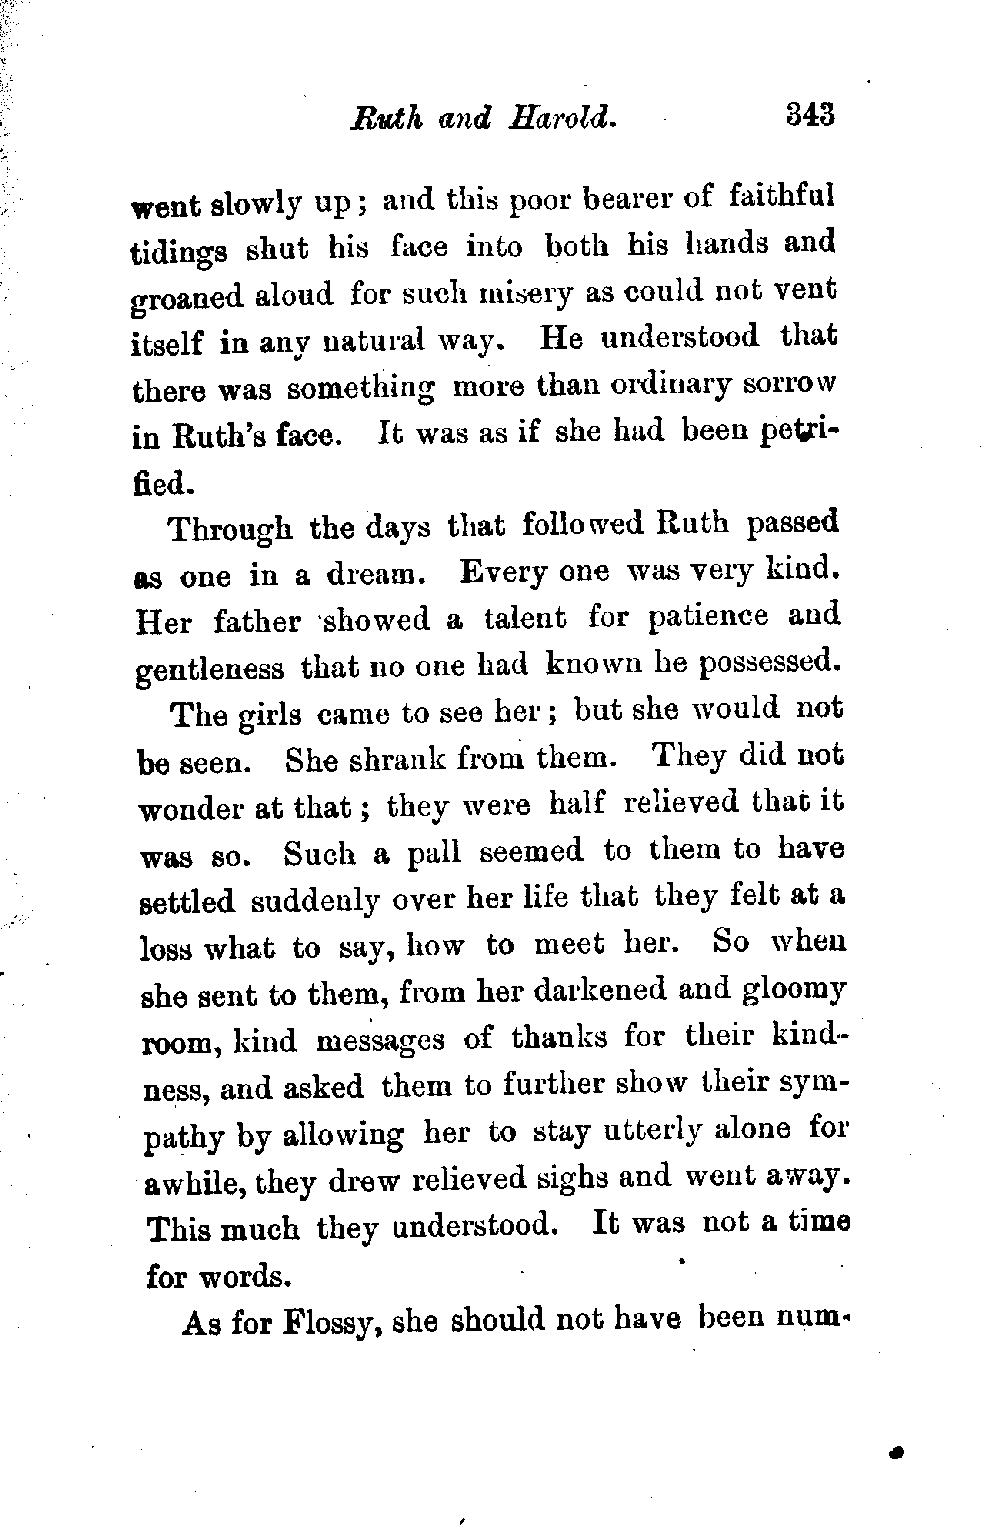 Ruth and Harold. 343
went slowly up; and this poor bearer of faithful
tidings shut his face into both his hands and
groaned aloud for such misery as could not vent
itself in any natural way. He understood that
there was something more than ordinary sorrow
in Ruth's face. It was as if she had been petri-
fied.
Through the days that followed Ruth passed
as one in a dream. Every one was very kind.
Her father showed a talent for patience and
gentleness that no one had known he possessed.
The girls came to see her; but she would not
be seen. She shrank from them. They did not
wonder at that; they were half relieved that it
was so. Such a pall seemed to them to have
settled suddenly over her life that they felt at a
loss what to say, how to meet her. So when
she sent to them, from her darkened and gloomy
room, kind messages of thanks for their kind-
ness, and asked them to further show their sym-
pathy by allowing her to stay utterly alone for
awhile, they drew relieved sighs and went away.
This much they understood. It was not a time
for words.
As for Flossy, she should not have been num-